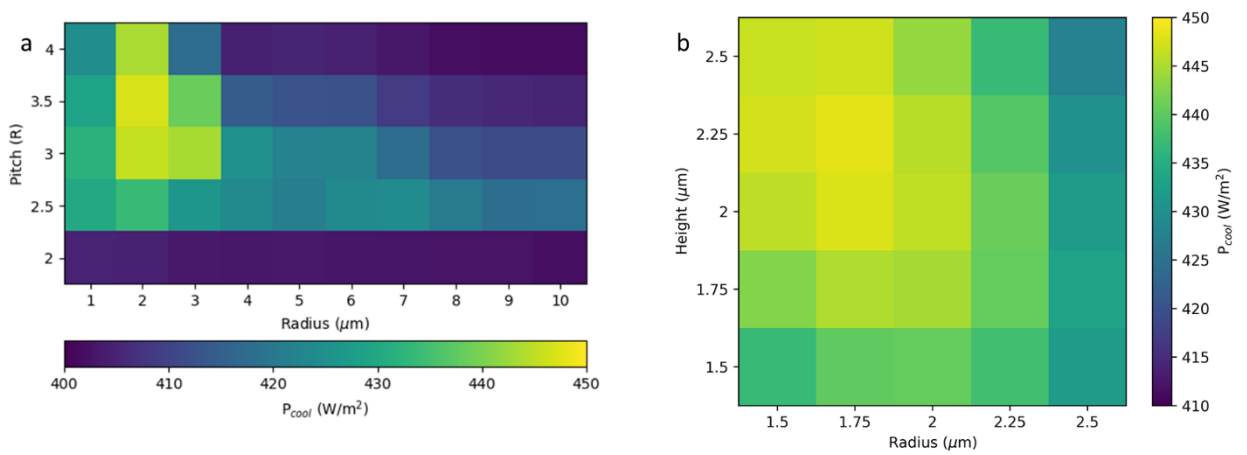 a
Pitch (R)
4
3.5
3
2.5
2
1 2 3 4 5 6 7 8 9 10
Radius (μm)
400 410 420 430 440 450
P_cool (W/m²)
b
Height (μm)
2.5
2.25
2
1.75
1.5
1.5 1.75 2 2.25 2.5
Radius (μm)
450
445
440
435
430
425
420
415
410
P_cool (W/m²)